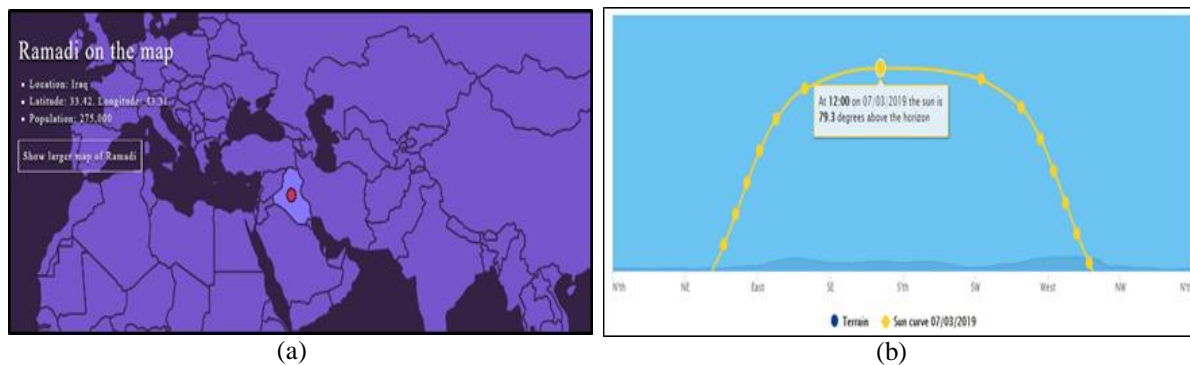 Ramadi on the map
Location: Iraq
Latitude: 33.42. Longitude: 43.31
Population: 275,000
Show larger map of Ramadi
(a)
At 12:00 on 07/03/2019 the sun is
79.3 degrees above the horizon
N'th NE East SE S'th SW West NW N't
Terrain Sun curve 07/03/2019
(b)